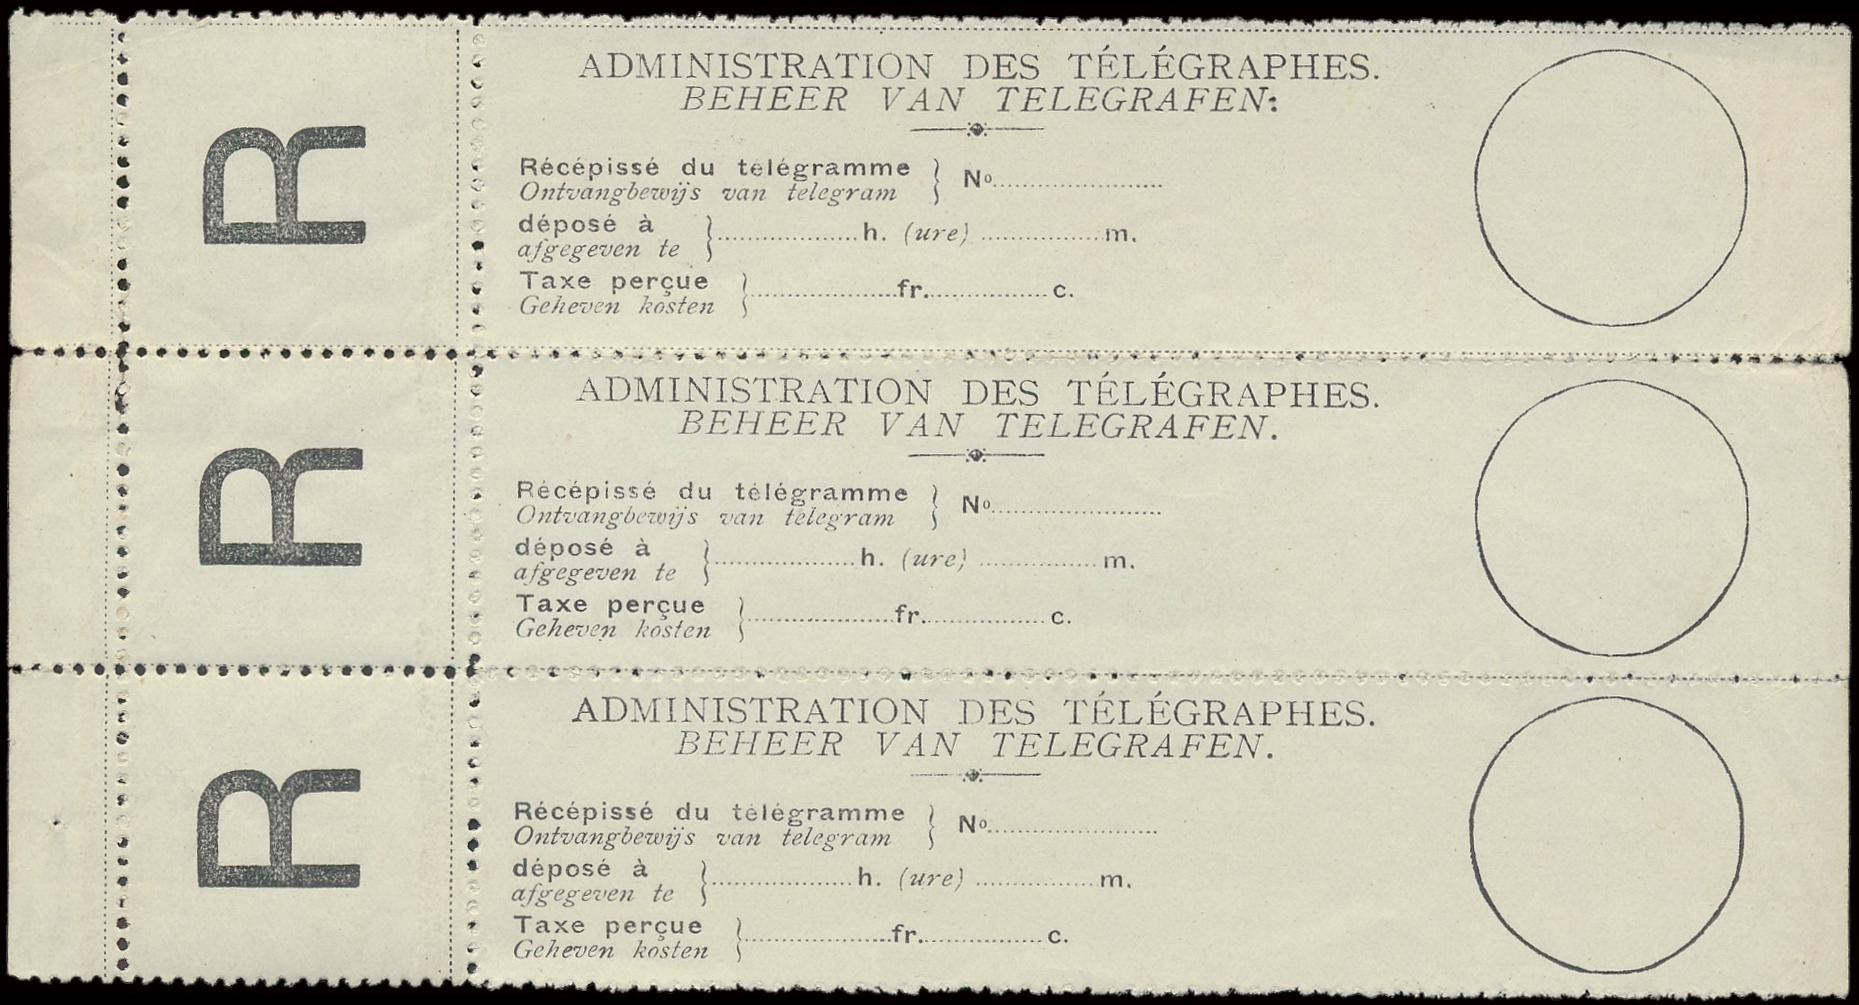 R
ADMINISTRATION DES TÉLÉGRAPHES.
BEHEER VAN TELEGRAFEN:
Récépissé du télégramme } No.........................
Ontvangbewijs van telegram
déposé à }.....................h. (ure)..................m.
afgegeven te
Taxe perçue }.....................fr..................c.
Geheven kosten
R
ADMINISTRATION DES TÉLÉGRAPHES.
BEHEER VAN TELEGRAFEN.
Récépissé du télégramme } No.........................
Ontvangbewijs van telegram
déposé à }.....................h. (ure)..................m.
afgegeven te
Taxe perçue }.....................fr..................c.
Geheven kosten
R
ADMINISTRATION DES TÉLÉGRAPHES.
BEHEER VAN TELEGRAFEN.
Récépissé du télégramme } No.........................
Ontvangbewijs van telegram
déposé à }.....................h. (ure)..................m.
afgegeven te
Taxe perçue }.....................fr..................c.
Geheven kosten